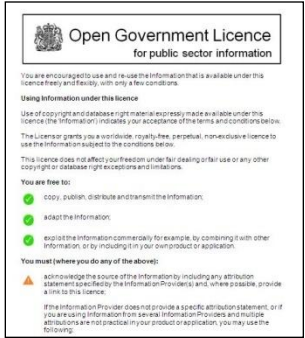 Open Government Licence
for public sector information
You are encouraged to use and re-use the Information that is available under this
licence freely and flexibly, with only a few conditions.
Using Information under this licence
Use of copyright and database right material expressly made available under this
licence (the 'Information') indicates your acceptance of the terms and conditions below.
The Licensor grants you a worldwide, royalty-free, perpetual, non-exclusive licence to
use the Information subject to the conditions below.
This licence does not affect your freedom under fair dealing or fair use or any other
copyright or database right exceptions and limitations.
You are free to:
copy, publish, distribute and transmit the Information;
adapt the Information;
exploit the Information commercially for example, by combining it with other
Information, or by including it in your own product or application.
You must (where you do any of the above):
acknowledge the source of the Information by including any attribution
statement specified by the Information Provider(s) and, where possible, provide
a link to this licence;
If the Information Provider does not provide a specific attribution statement, or if
you are using Information from several Information Providers and multiple
attributions are not practical in your product or application, you may use the
following: